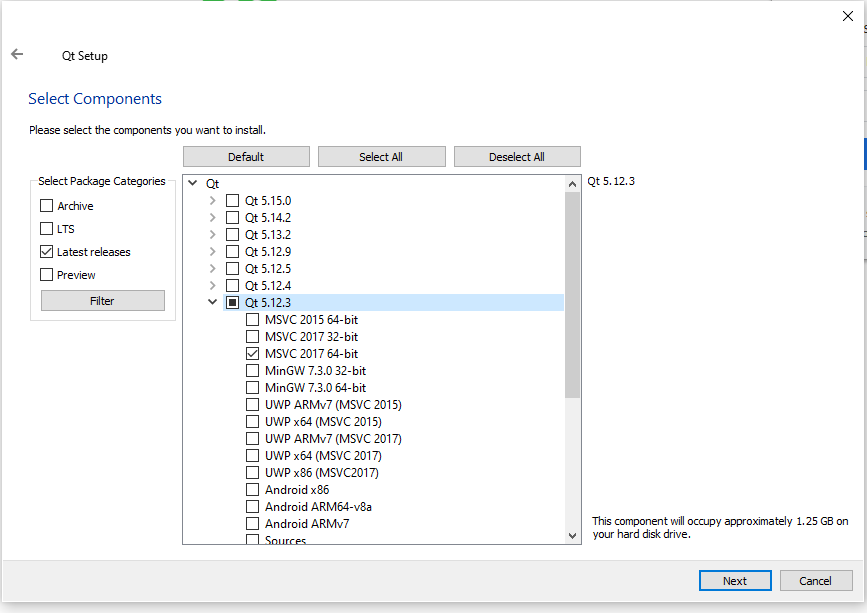 Qt Setup
Select Components
Please select the components you want to install.
Default
Select All
Deselect All
Select Package Categories
Archive
LTS
Latest releases
Preview
Filter
Qt
Qt 5.15.0
Qt 5.14.2
Qt 5.13.2
Qt 5.12.9
Qt 5.12.5
Qt 5.12.4
Qt 5.12.3
MSVC 2015 64-bit
MSVC 2017 32-bit
MSVC 2017 64-bit
MinGW 7.3.0 32-bit
MinGW 7.3.0 64-bit
UWP ARMv7 (MSVC 2015)
UWP x64 (MSVC 2015)
UWP ARMv7 (MSVC 2017)
UWP x64 (MSVC 2017)
UWP x86 (MSVC2017)
Android x86
Android ARM64-v8a
Android ARMv7
Sources
Qt 5.12.3
This component will occupy approximately 1.25 GB on
your hard disk drive.
Next
Cancel